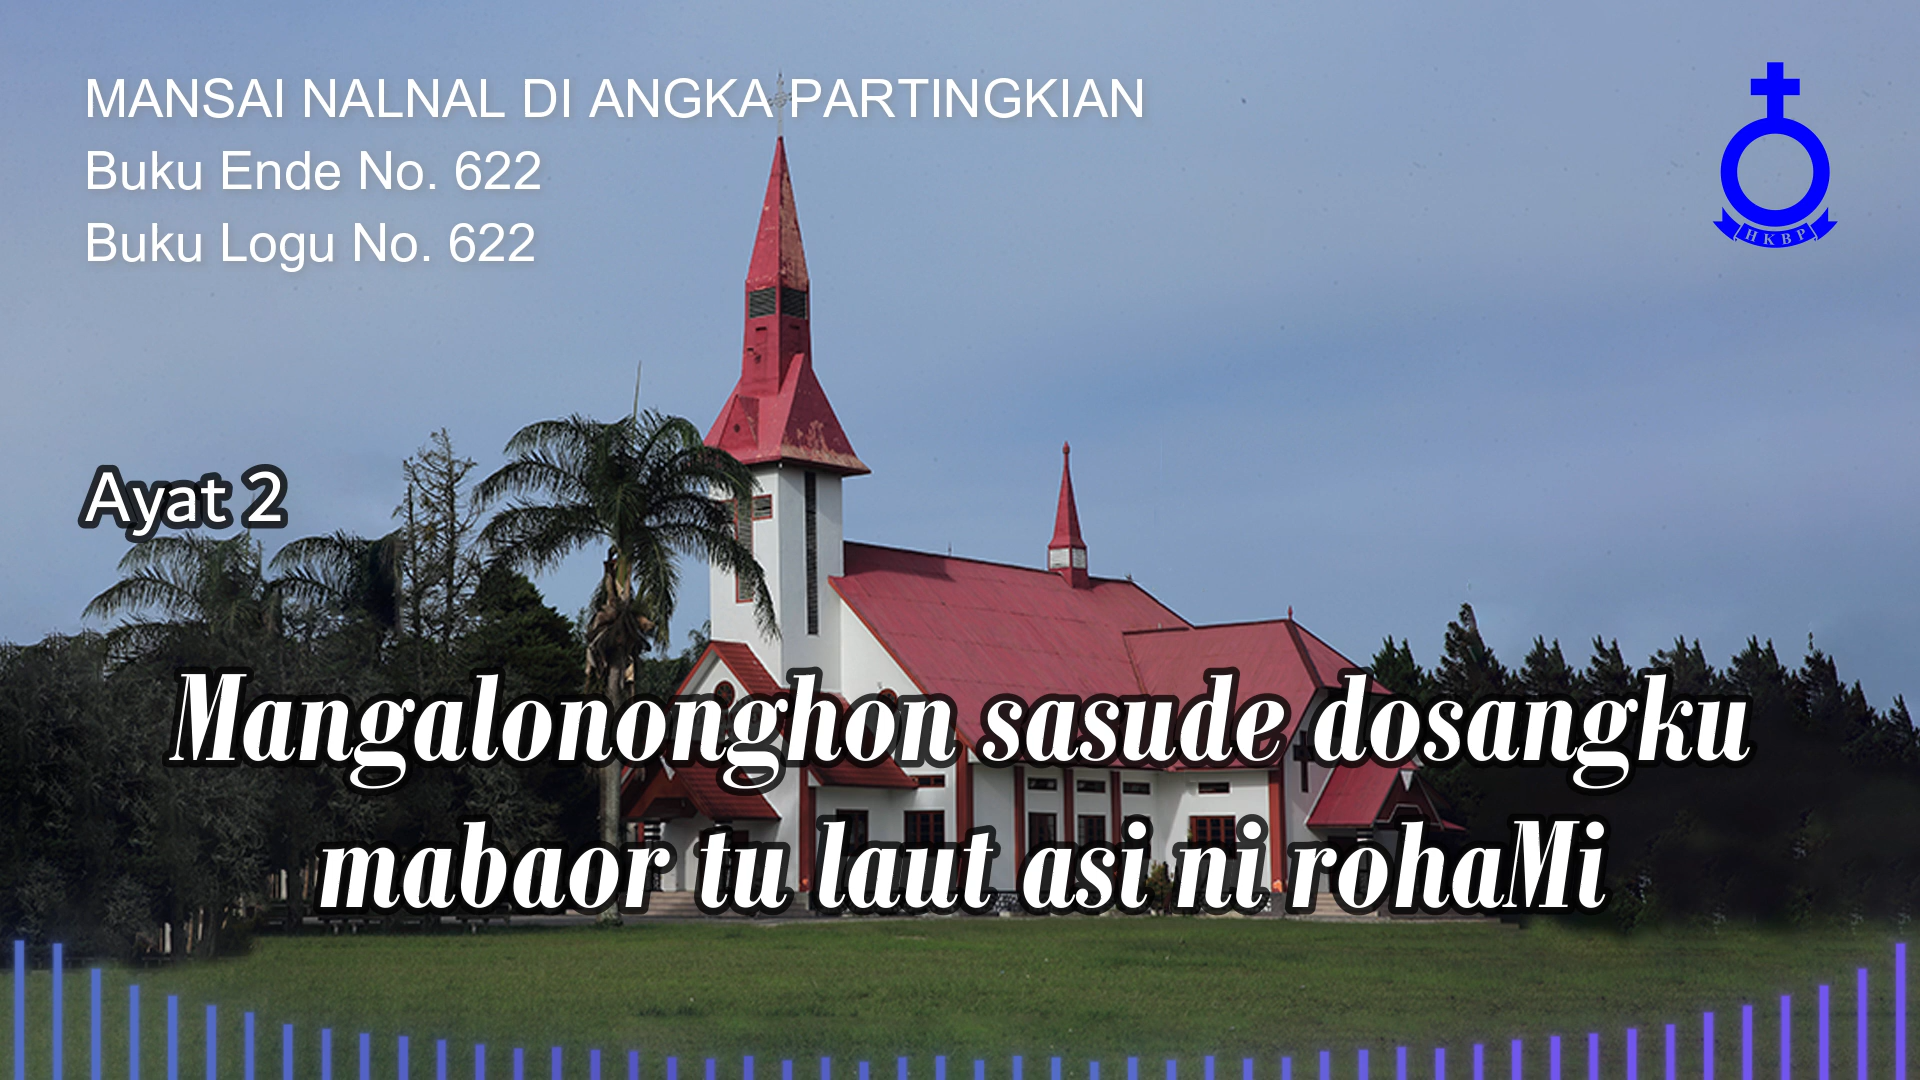 MANSAI NALNAL DI ANGKA PARTINGKIAN
Buku Ende No. 622
Buku Logu No. 622
HKBP
Ayat 2
Mangalononghon sasude dosangku
mabaor tu laut asi ni rohaMi